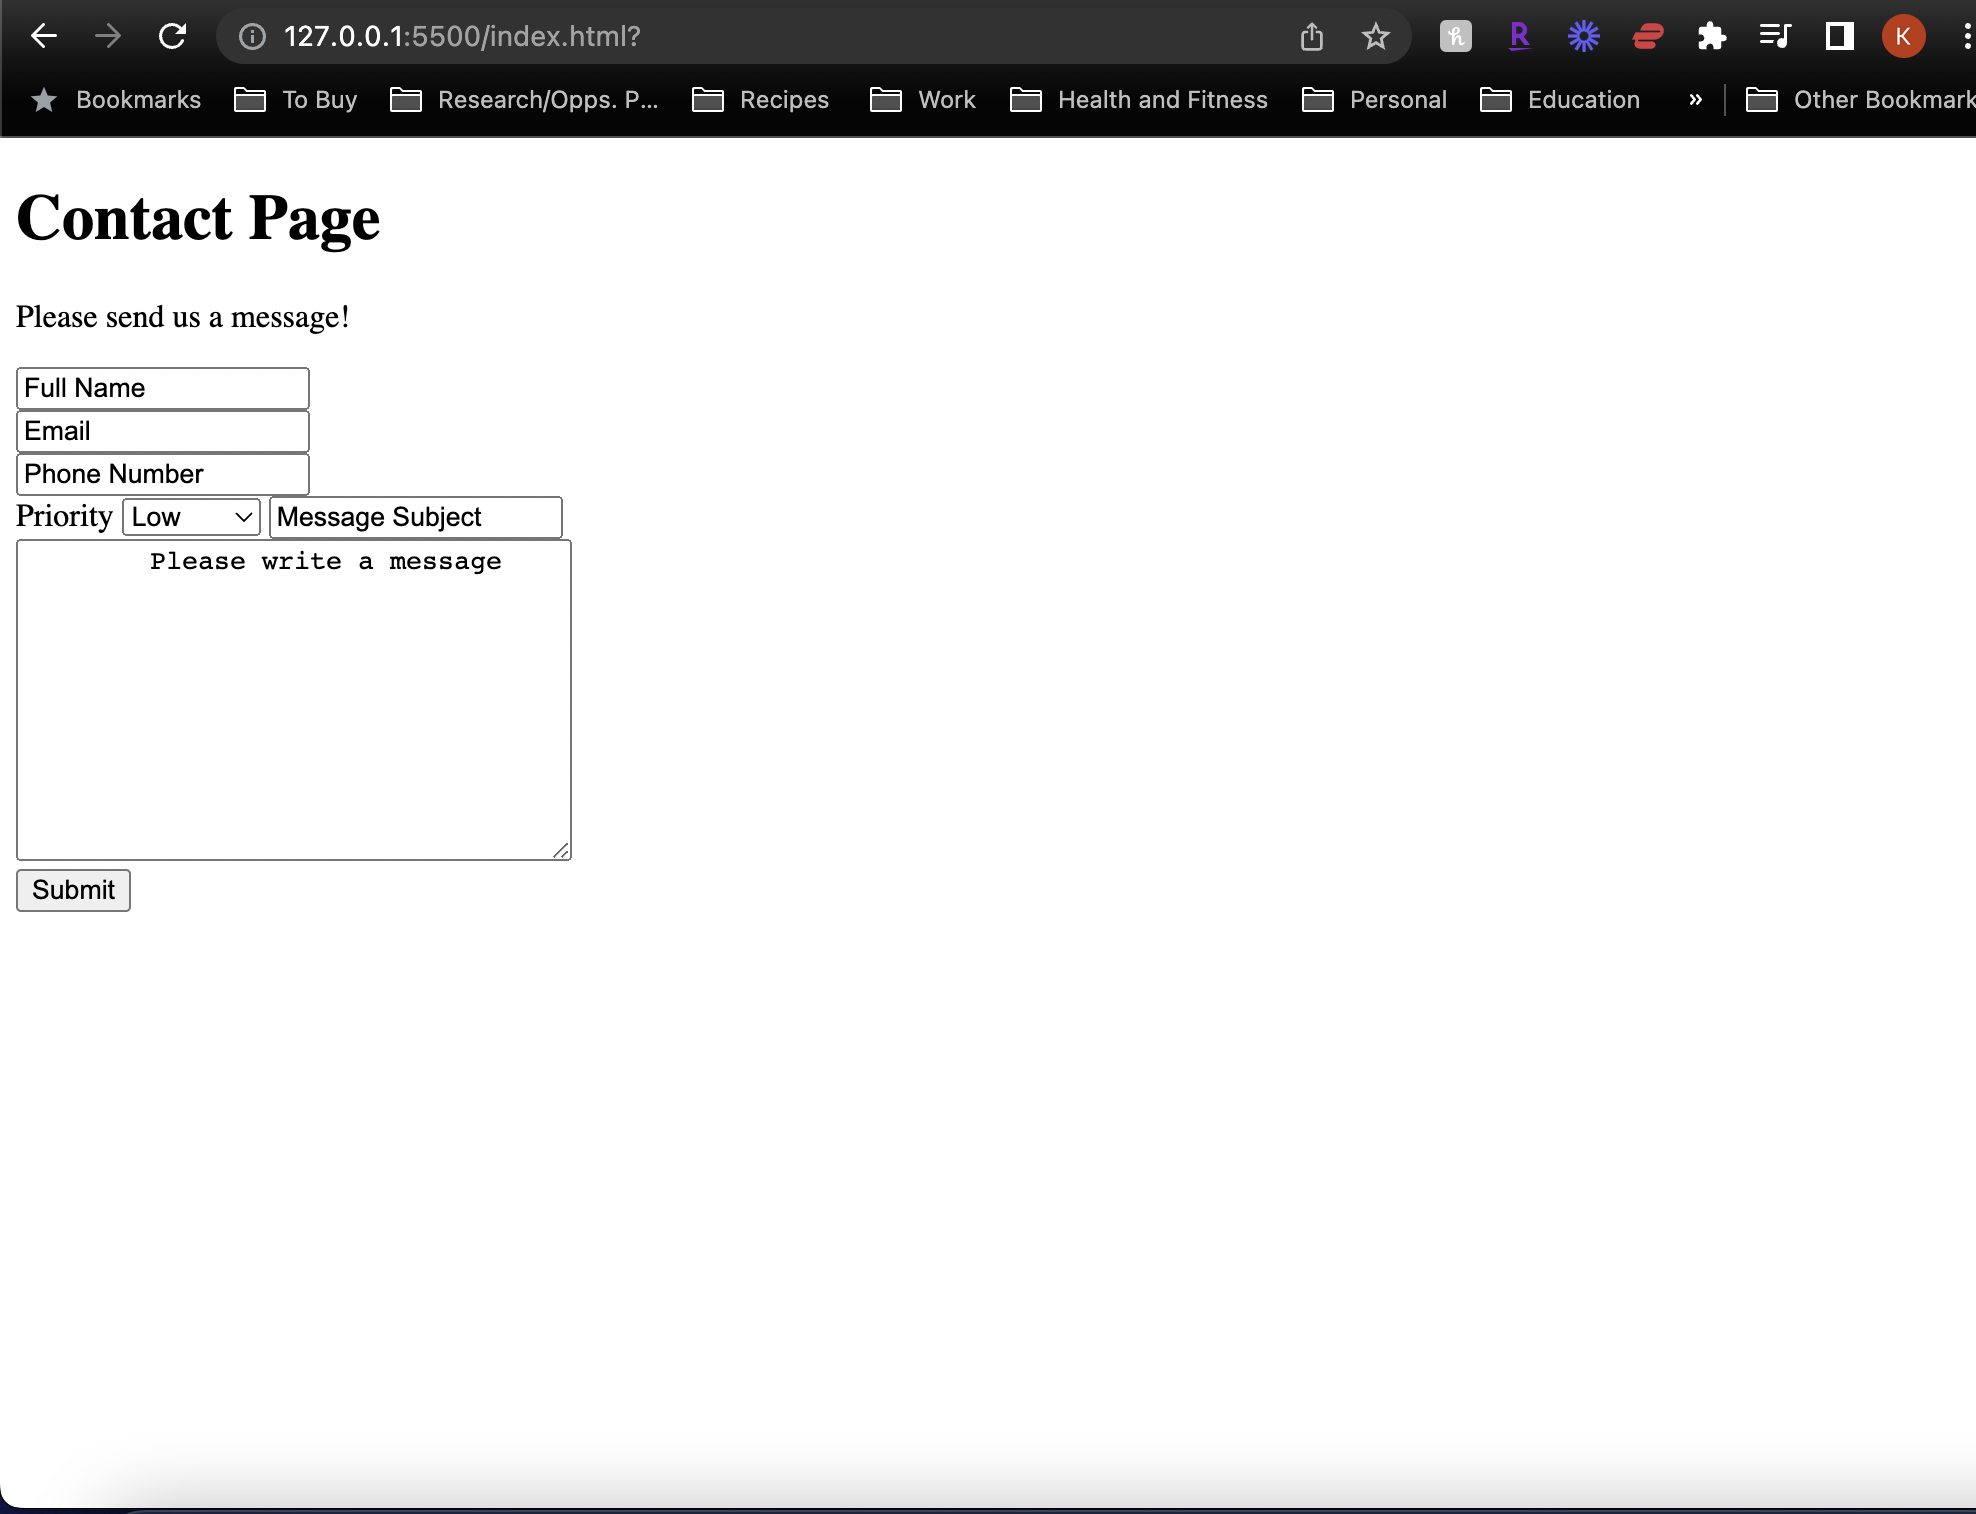 127.0.0.1:5500/index.html?
h R K
Bookmarks To Buy Research/Opps. P... Recipes Work Health and Fitness Personal Education » Other Bookmark
Contact Page
Please send us a message!
Full Name
Email
Phone Number
Priority Low Message Subject
Please write a message
Submit